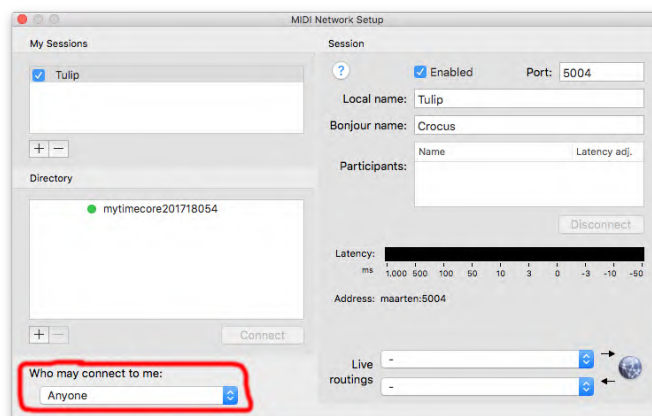 MIDI Network Setup
My Sessions
Tulip
+ −
Directory
mytimecore201718054
+ −
Connect
Who may connect to me:
Anyone
Session
?
Enabled
Port: 5004
Local name: Tulip
Bonjour name: Crocus
Participants:
Name Latency adj.
Disconnect
Latency:
ms 1.000 500 100 50 10 3 0 -3 -10 -50
Address: maarten:5004
Live
routings
-
-